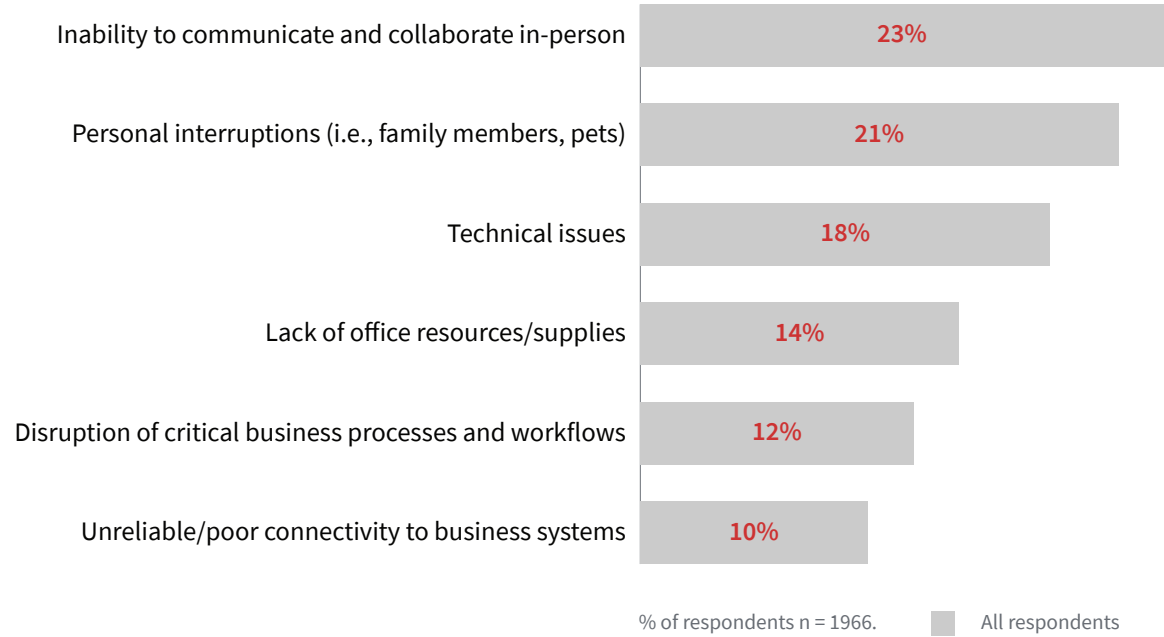 Inability to communicate and collaborate in-person
23%
Personal interruptions (i.e., family members, pets)
21%
Technical issues
18%
Lack of office resources/supplies
14%
Disruption of critical business processes and workflows
12%
Unreliable/poor connectivity to business systems
10%
% of respondents n = 1966.
All respondents